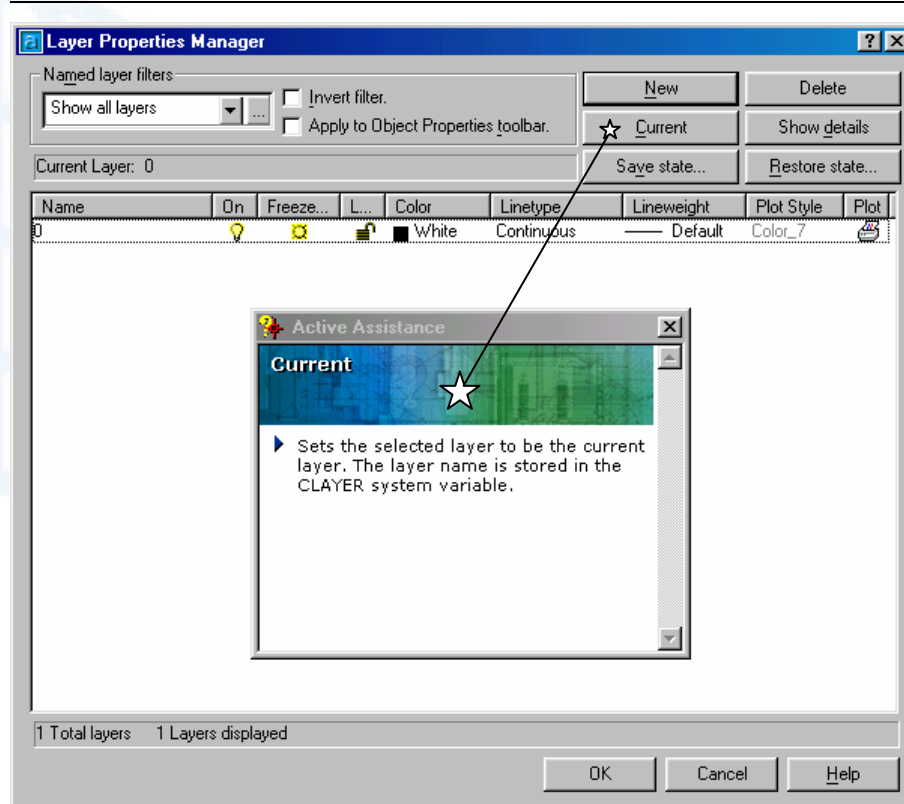 Layer Properties Manager
Named layer filters
Show all layers
...
Invert filter.
Apply to Object Properties toolbar.
New
Delete
Current
Show details
Current Layer: 0
Save state...
Restore state...
Name On Freeze... L... Color Linetype Lineweight Plot Style Plot
0 White Continuous Default Color_7
Active Assistance
Current
Sets the selected layer to be the current
layer. The layer name is stored in the
CLAYER system variable.
1 Total layers 1 Layers displayed
OK Cancel Help